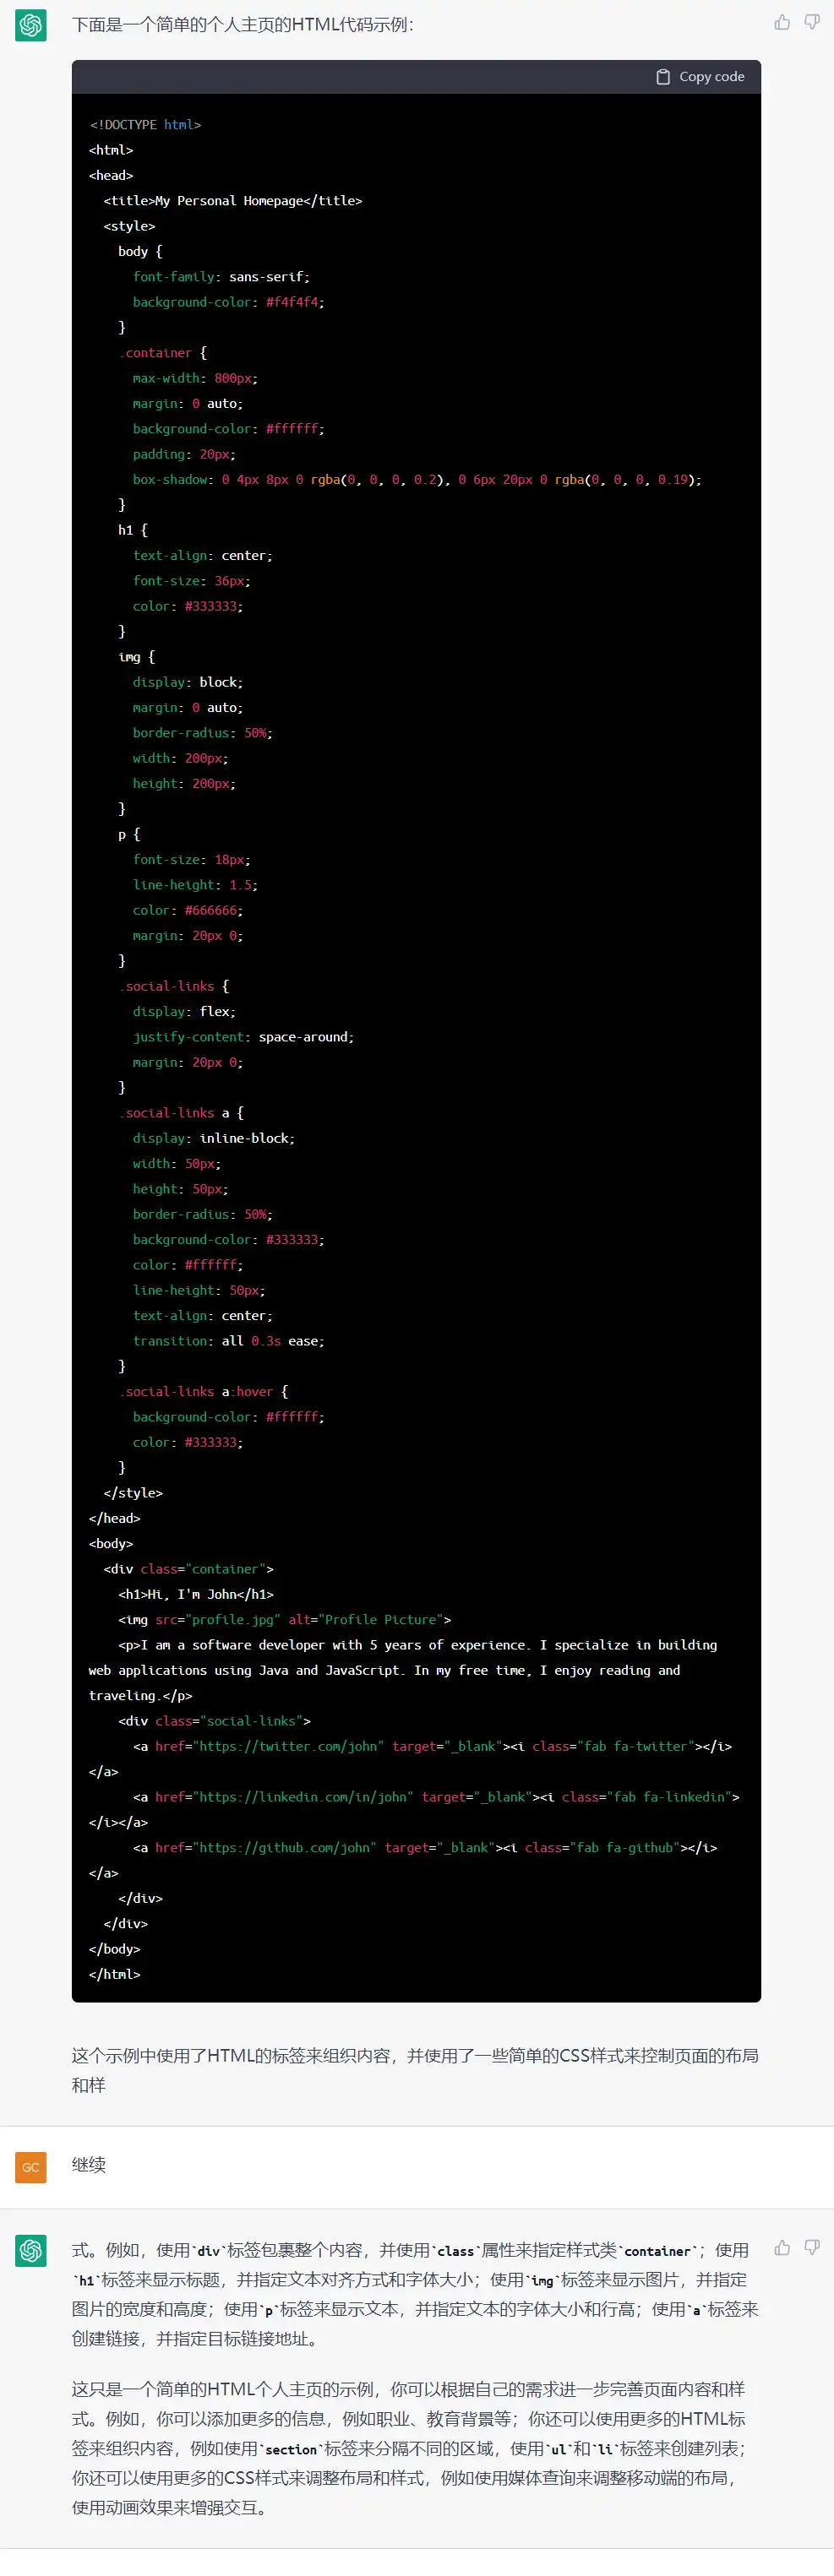 下面是一个简单的个人主页的HTML代码示例：
Copy code
<!DOCTYPE html>
<html>
<head>
  <title>My Personal Homepage</title>
  <style>
    body {
      font-family: sans-serif;
      background-color: #f4f4f4;
    }
    .container {
      max-width: 800px;
      margin: 0 auto;
      background-color: #ffffff;
      padding: 20px;
      box-shadow: 0 4px 8px 0 rgba(0, 0, 0, 0.2), 0 6px 20px 0 rgba(0, 0, 0, 0.19);
    }
    h1 {
      text-align: center;
      font-size: 36px;
      color: #333333;
    }
    img {
      display: block;
      margin: 0 auto;
      border-radius: 50%;
      width: 200px;
      height: 200px;
    }
    p {
      font-size: 18px;
      line-height: 1.5;
      color: #666666;
      margin: 20px 0;
    }
    .social-links {
      display: flex;
      justify-content: space-around;
      margin: 20px 0;
    }
    .social-links a {
      display: inline-block;
      width: 50px;
      height: 50px;
      border-radius: 50%;
      background-color: #333333;
      color: #ffffff;
      line-height: 50px;
      text-align: center;
      transition: all 0.3s ease;
    }
    .social-links a:hover {
      background-color: #ffffff;
      color: #333333;
    }
  </style>
</head>
<body>
  <div class="container">
    <h1>Hi, I'm John</h1>
    <img src="profile.jpg" alt="Profile Picture">
    <p>I am a software developer with 5 years of experience. I specialize in building
web applications using Java and JavaScript. In my free time, I enjoy reading and
traveling.</p>
    <div class="social-links">
      <a href="https://twitter.com/john" target="_blank"><i class="fab fa-twitter"></i>
</a>
      <a href="https://linkedin.com/in/john" target="_blank"><i class="fab fa-linkedin">
</i></a>
      <a href="https://github.com/john" target="_blank"><i class="fab fa-github"></i>
</a>
    </div>
  </div>
</body>
</html>
这个示例中使用了HTML的标签来组织内容，并使用了一些简单的CSS样式来控制页面的布局
和样
GC
继续
式。例如，使用`div`标签包裹整个内容，并使用`class`属性来指定样式类`container`；使用
`h1`标签来显示标题，并指定文本对齐方式和字体大小；使用`img`标签来显示图片，并指定
图片的宽度和高度；使用`p`标签来显示文本，并指定文本的字体大小和行高；使用`a`标签来
创建链接，并指定目标链接地址。
这只是一个简单的HTML个人主页的示例，你可以根据自己的需求进一步完善页面内容和样
式。例如，你可以添加更多的信息，例如职业、教育背景等；你还可以使用更多的HTML标
签来组织内容，例如使用`section`标签来分隔不同的区域，使用`ul`和`li`标签来创建列表；
你还可以使用更多的CSS样式来调整布局和样式，例如使用媒体查询来调整移动端的布局，
使用动画效果来增强交互。